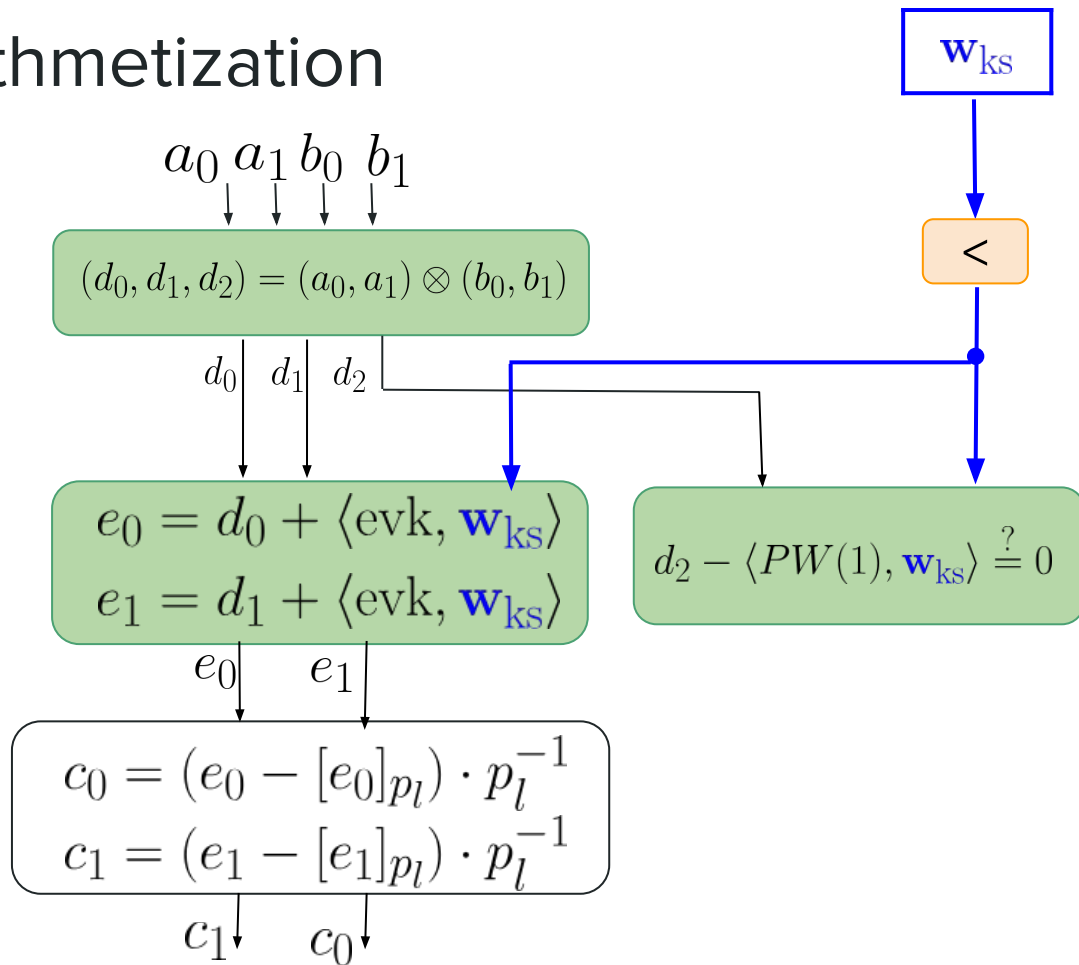 thmetization
w_ks
a_0 a_1 b_0 b_1
<
(d_0, d_1, d_2) = (a_0, a_1) ⊗ (b_0, b_1)
d_0 d_1 d_2
e_0 = d_0 + ⟨evk, w_ks⟩
e_1 = d_1 + ⟨evk, w_ks⟩
d_2 − ⟨PW(1), w_ks⟩ ≟ 0
e_0 e_1
c_0 = (e_0 − [e_0]_{p_l}) · p_l^{−1}
c_1 = (e_1 − [e_1]_{p_l}) · p_l^{−1}
c_1 c_0